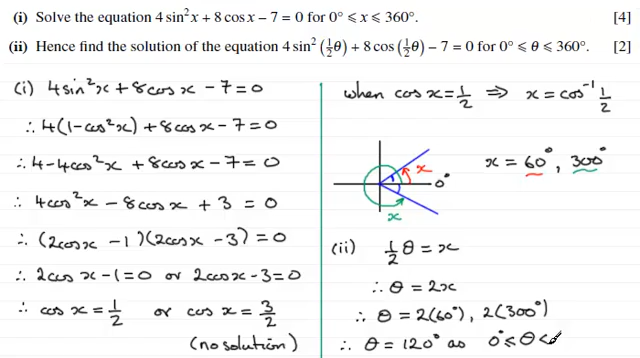 (i) Solve the equation 4 sin²x + 8 cos x − 7 = 0 for 0° ⩽ x ⩽ 360°. [4]
(ii) Hence find the solution of the equation 4 sin²(½θ) + 8 cos(½θ) − 7 = 0 for 0° ⩽ θ ⩽ 360°. [2]
(i) 4sin²x + 8cosx − 7 = 0
∴ 4(1−cos²x) + 8cosx − 7 = 0
∴ 4−4cos²x + 8cosx − 7 = 0
∴ 4cos²x − 8cosx + 3 = 0
∴ (2cosx − 1)(2cosx − 3) = 0
∴ 2cosx − 1 = 0 or 2cosx − 3 = 0
∴ cosx = 1/2 or cosx = 3/2
(no solution)
when cosx = 1/2 ⇒ x = cos⁻¹ 1/2
x
0°
x
x = 60°, 300°
(ii) 1/2 θ = x
∴ θ = 2x
∴ θ = 2(60°), 2(300°)
∴ θ = 120° as 0° ≤ θ <